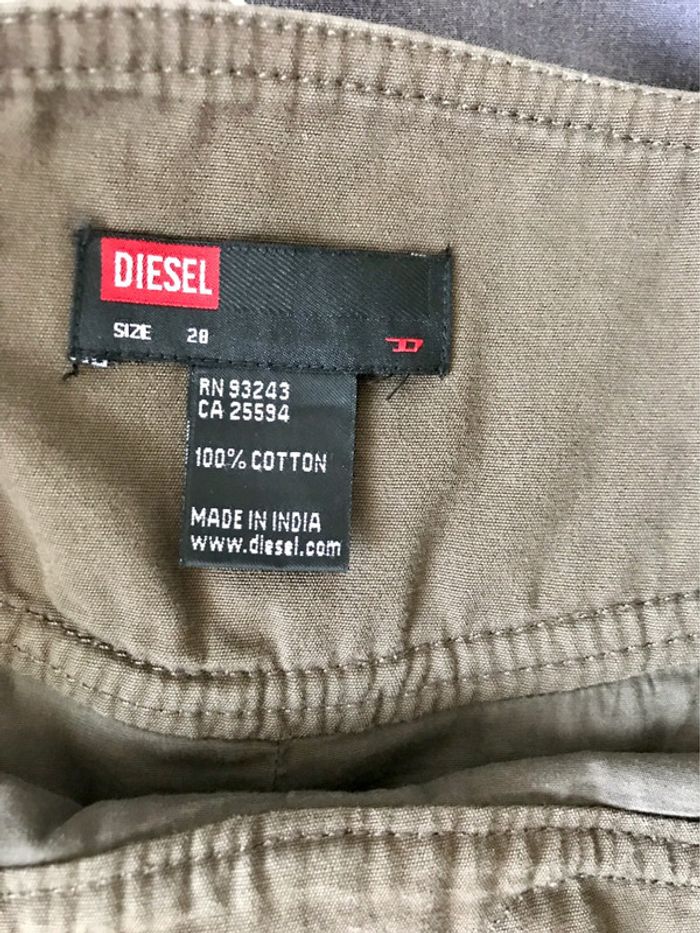 DIESEL
SIZE 28
RN 93243
CA 25594
100% COTTON
MADE IN INDIA
www.diesel.com